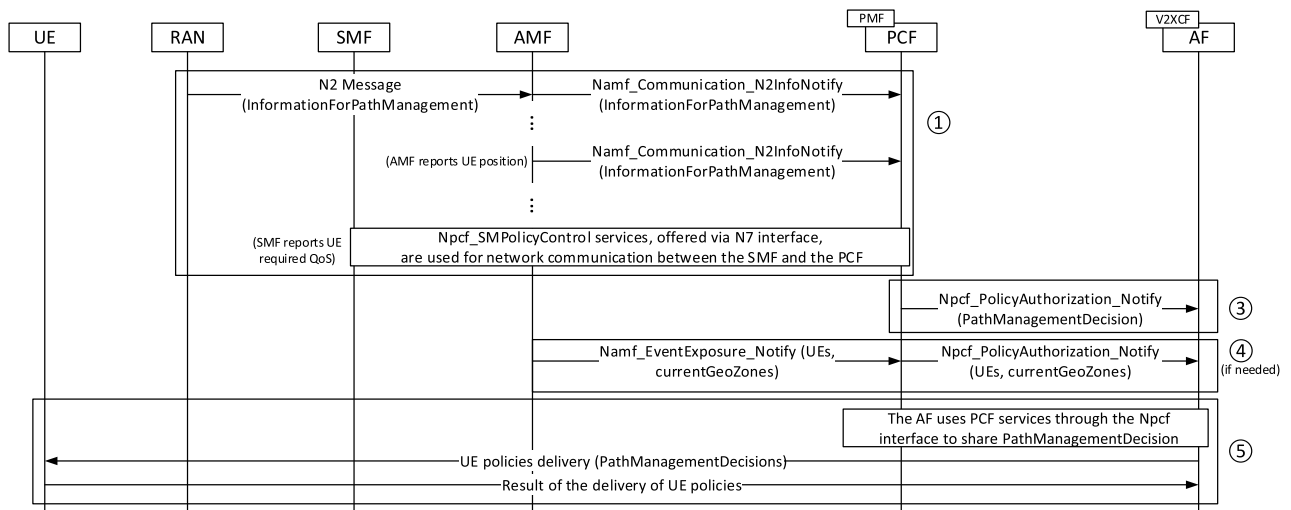 PMF
V2XCF
UE
RAN
SMF
AMF
PCF
AF
N2 Message
(InformationForPathManagement)
Namf_Communication_N2InfoNotify
(InformationForPathManagement)
①
(AMF reports UE position)
Namf_Communication_N2InfoNotify
(InformationForPathManagement)
(SMF reports UE
required QoS)
Npcf_SMPolicyControl services, offered via N7 interface,
are used for network communication between the SMF and the PCF
Npcf_PolicyAuthorization_Notify
(PathManagementDecision)
③
Namf_EventExposure_Notify (UEs,
currentGeoZones)
Npcf_PolicyAuthorization_Notify
(UEs, currentGeoZones)
④
(if needed)
The AF uses PCF services through the Npcf
interface to share PathManagementDecision
⑤
UE policies delivery (PathManagementDecisions)
Result of the delivery of UE policies